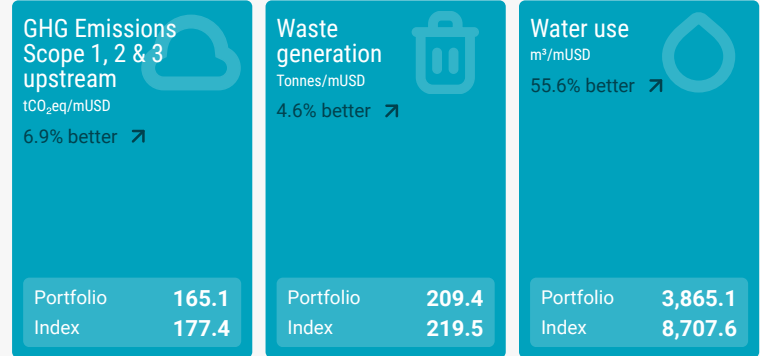 GHG Emissions
Scope 1, 2 & 3
upstream
tCO₂eq/mUSD
6.9% better
Portfolio 165.1
Index 177.4
Waste
generation
Tonnes/mUSD
4.6% better
Portfolio 209.4
Index 219.5
Water use
m³/mUSD
55.6% better
Portfolio 3,865.1
Index 8,707.6